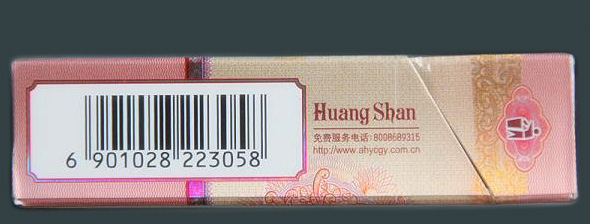 Huang Shan
免费服务电话:8008689315
http://www.ahycgy.com.cn
6 901028 223058